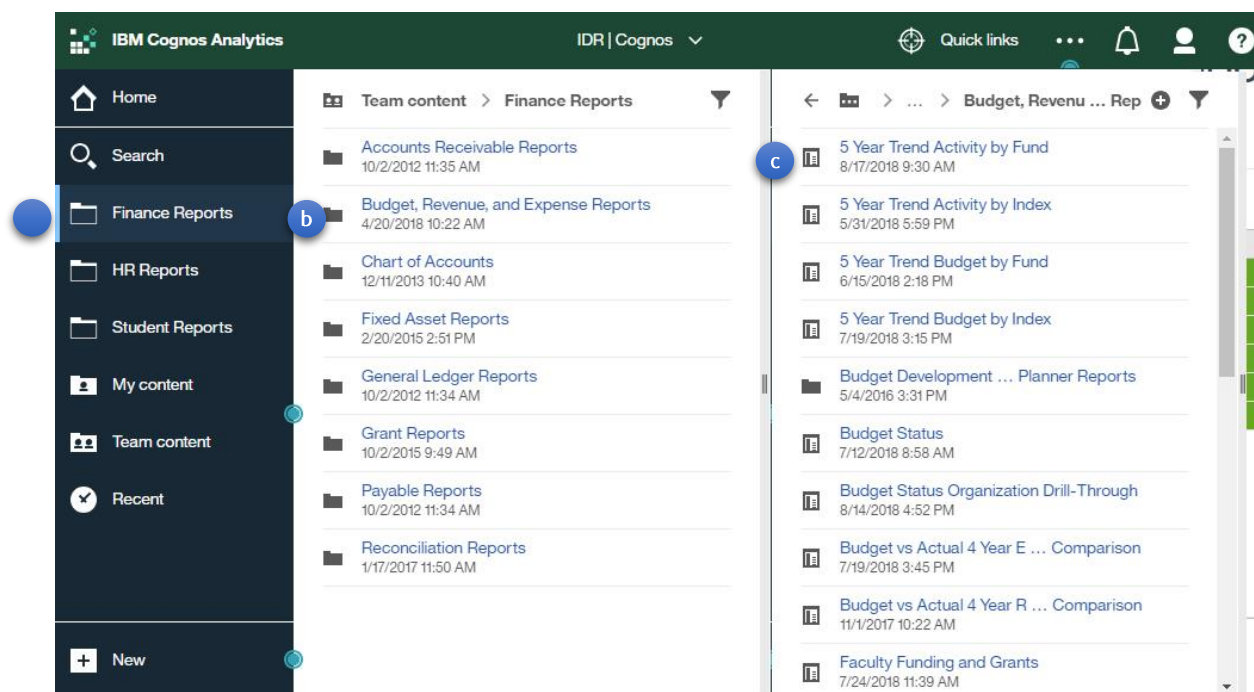 IBM Cognos Analytics
IDR | Cognos
Quick links
?
Home
Search
Finance Reports
HR Reports
Student Reports
My content
Team content
Recent
New
Team content > Finance Reports
Accounts Receivable Reports
10/2/2012 11:35 AM
b
Budget, Revenue, and Expense Reports
4/20/2018 10:22 AM
Chart of Accounts
12/11/2013 10:40 AM
Fixed Asset Reports
2/20/2015 2:51 PM
General Ledger Reports
10/2/2012 11:34 AM
Grant Reports
10/2/2015 9:49 AM
Payable Reports
10/2/2012 11:34 AM
Reconciliation Reports
1/17/2017 11:50 AM
> ... > Budget, Revenu ... Rep
c
5 Year Trend Activity by Fund
8/17/2018 9:30 AM
5 Year Trend Activity by Index
5/31/2018 5:59 PM
5 Year Trend Budget by Fund
6/15/2018 2:18 PM
5 Year Trend Budget by Index
7/19/2018 3:15 PM
Budget Development ... Planner Reports
5/4/2016 3:31 PM
Budget Status
7/12/2018 8:58 AM
Budget Status Organization Drill-Through
8/14/2018 4:52 PM
Budget vs Actual 4 Year E ... Comparison
7/19/2018 3:45 PM
Budget vs Actual 4 Year R ... Comparison
11/1/2017 10:22 AM
Faculty Funding and Grants
7/24/2018 11:39 AM